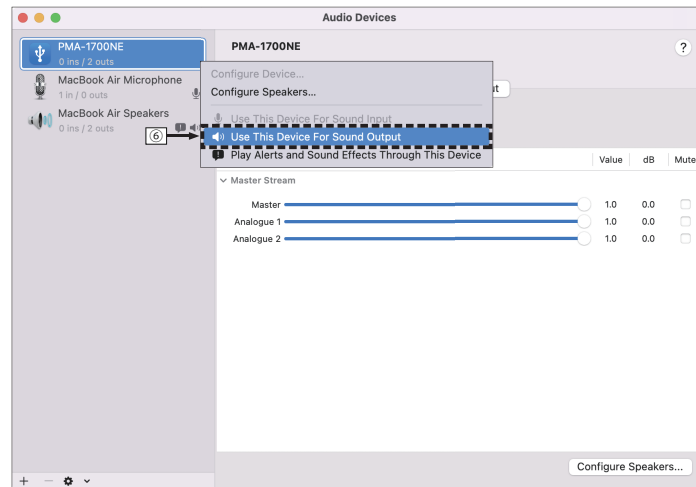 Audio Devices
PMA-1700NE
0 ins / 2 outs
MacBook Air Microphone
1 in / 0 outs
MacBook Air Speakers
0 ins / 2 outs
⑥
PMA-1700NE
?
Configure Device...
Configure Speakers...
Use This Device For Sound Input
Use This Device For Sound Output
Play Alerts and Sound Effects Through This Device
Value dB Mute
Master Stream
Master 1.0 0.0
Analogue 1 1.0 0.0
Analogue 2 1.0 0.0
Configure Speakers...